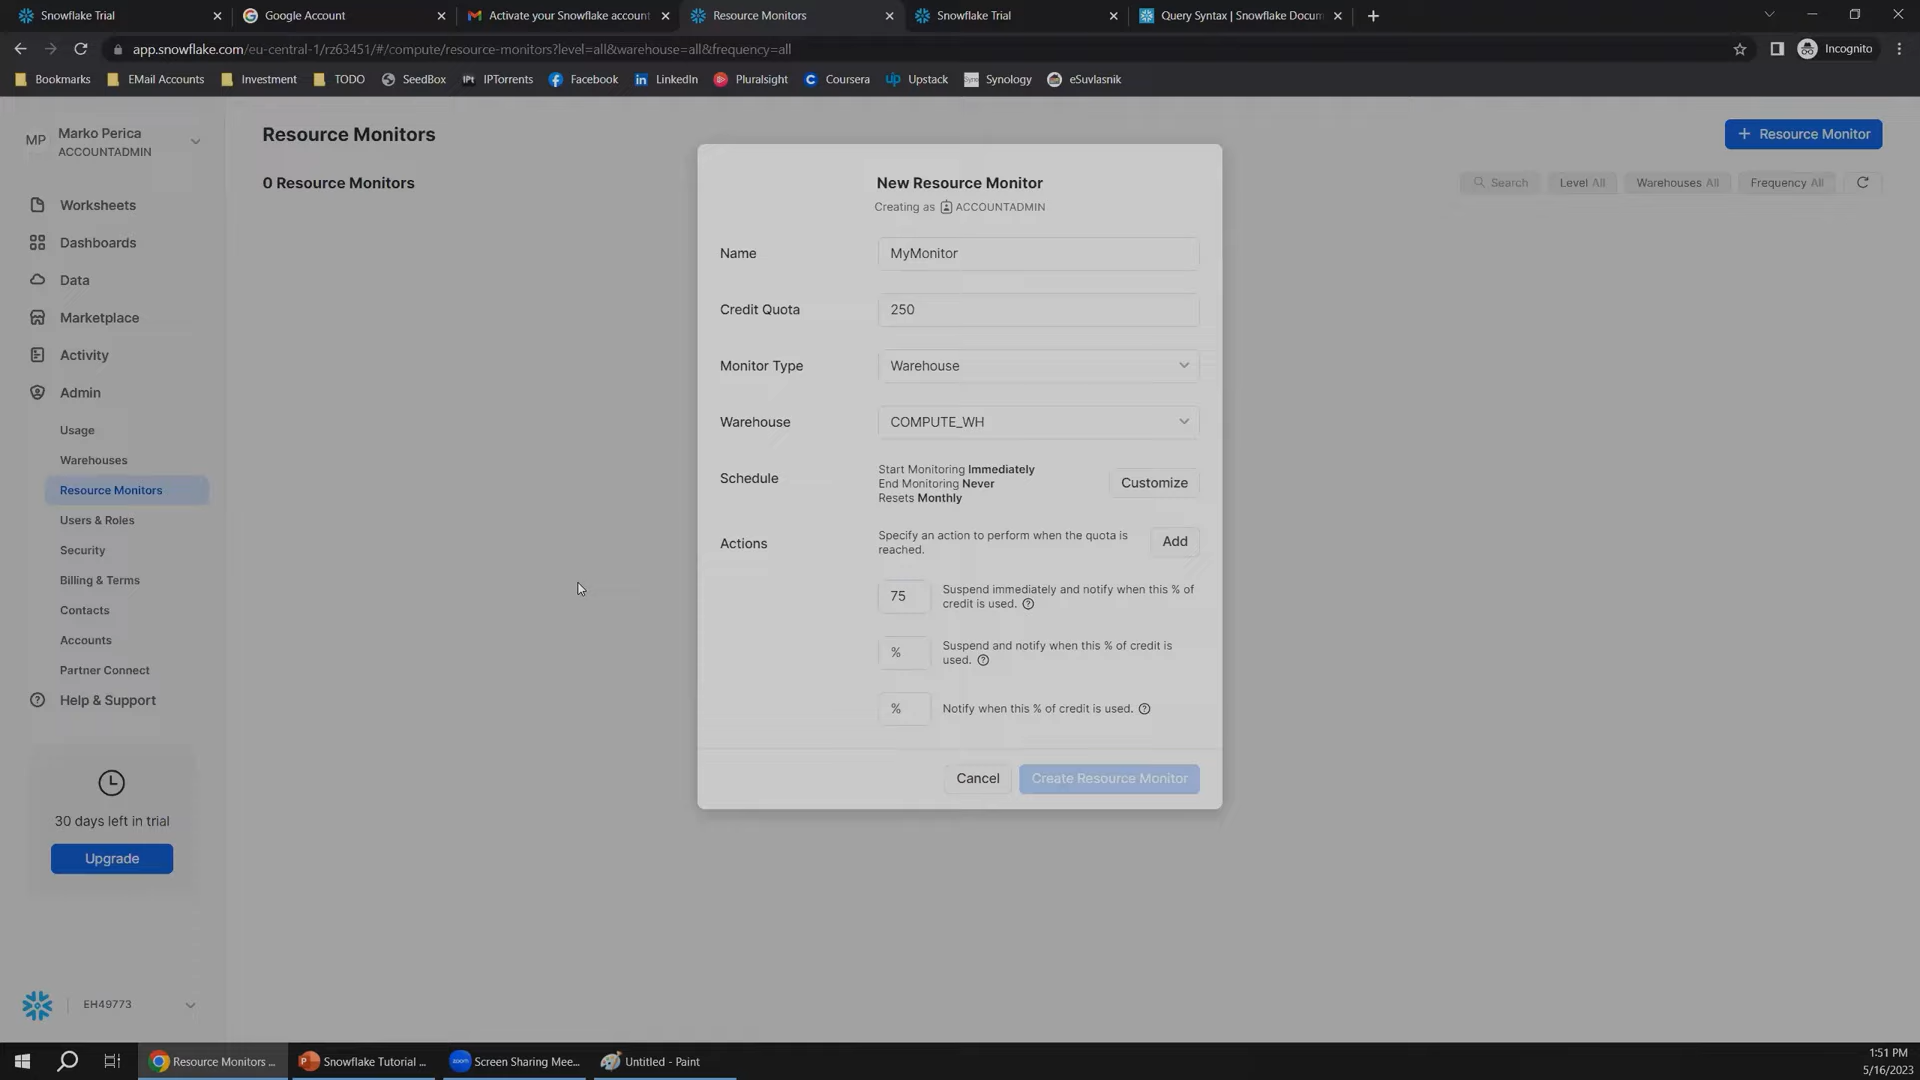 Snowflake Trial
Google Account
Activate your Snowflake account
Resource Monitors
Snowflake Trial
Query Syntax | Snowflake Docum
app.snowflake.com/eu-central-1/rz63451/#/compute/resource-monitors?level=all&warehouse=all&frequency=all
Incognito
Bookmarks
EMail Accounts
Investment
TODO
SeedBox
IPT IPTorrents
Facebook
LinkedIn
Pluralsight
Coursera
up Upstack
Synology
eSuvlasnik
MP
Marko Perica
ACCOUNTADMIN
Resource Monitors
+ Resource Monitor
0 Resource Monitors
Search
Level All
Warehouses All
Frequency All
Worksheets
Dashboards
Data
Marketplace
Activity
Admin
Usage
Warehouses
Resource Monitors
Users & Roles
Security
Billing & Terms
Contacts
Accounts
Partner Connect
Help & Support
30 days left in trial
Upgrade
EH49773
New Resource Monitor
Creating as ACCOUNTADMIN
Name
MyMonitor
Credit Quota
250
Monitor Type
Warehouse
Warehouse
COMPUTE_WH
Schedule
Start Monitoring Immediately
End Monitoring Never
Resets Monthly
Customize
Actions
Specify an action to perform when the quota is
reached.
Add
75
Suspend immediately and notify when this % of
credit is used.
%
Suspend and notify when this % of credit is
used.
%
Notify when this % of credit is used.
Cancel
Create Resource Monitor
Resource Monitors ...
Snowflake Tutorial ...
zoom
Screen Sharing Mee...
Untitled - Paint
1:51 PM
5/16/2023